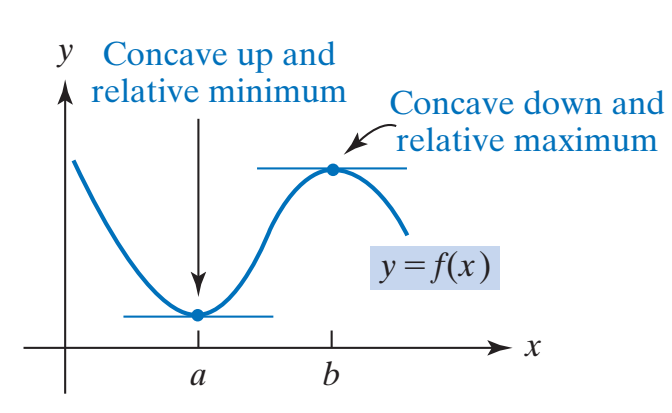 y
Concave up and
relative minimum
Concave down and
relative maximum
y = f(x)
x
a
b